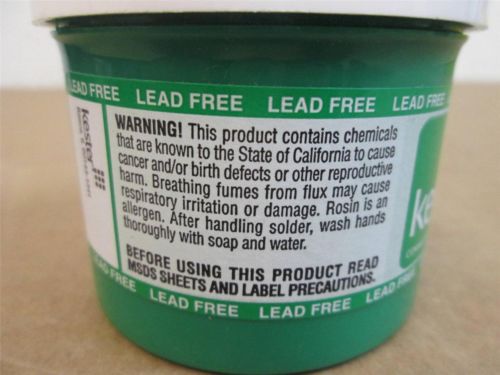 LEAD FREE LEAD FREE LEAD FREE LEAD FREE
kester
WARNING! This product contains chemicals
that are known to the State of California to cause
cancer and/or birth defects or other reproductive
harm. Breathing fumes from flux may cause
respiratory irritation or damage. Rosin is an
allergen. After handling solder, wash hands
thoroughly with soap and water.
BEFORE USING THIS PRODUCT READ
MSDS SHEETS AND LABEL PRECAUTIONS.
ke
LEAD FREE LEAD FREE LEAD FREE LEAD FREE